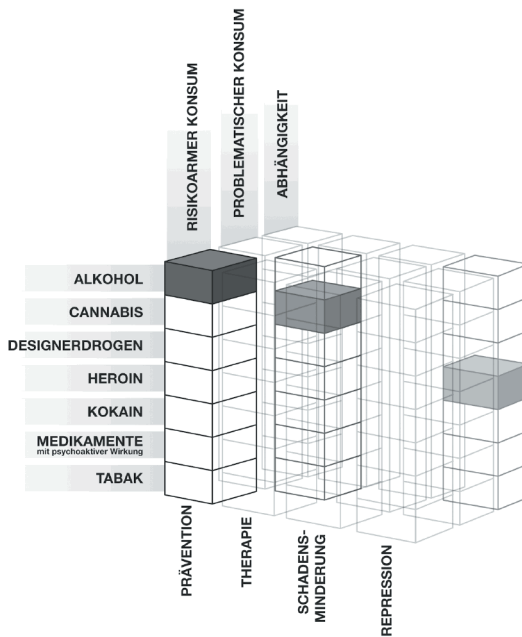 RISIKOARMER KONSUM
PROBLEMATISCHER KONSUM
ABHÄNGIGKEIT
ALKOHOL
CANNABIS
DESIGNERDROGEN
HEROIN
KOKAIN
MEDIKAMENTE
mit psychoaktiver Wirkung
TABAK
PRÄVENTION
THERAPIE
SCHADENS-
MINDERUNG
REPRESSION